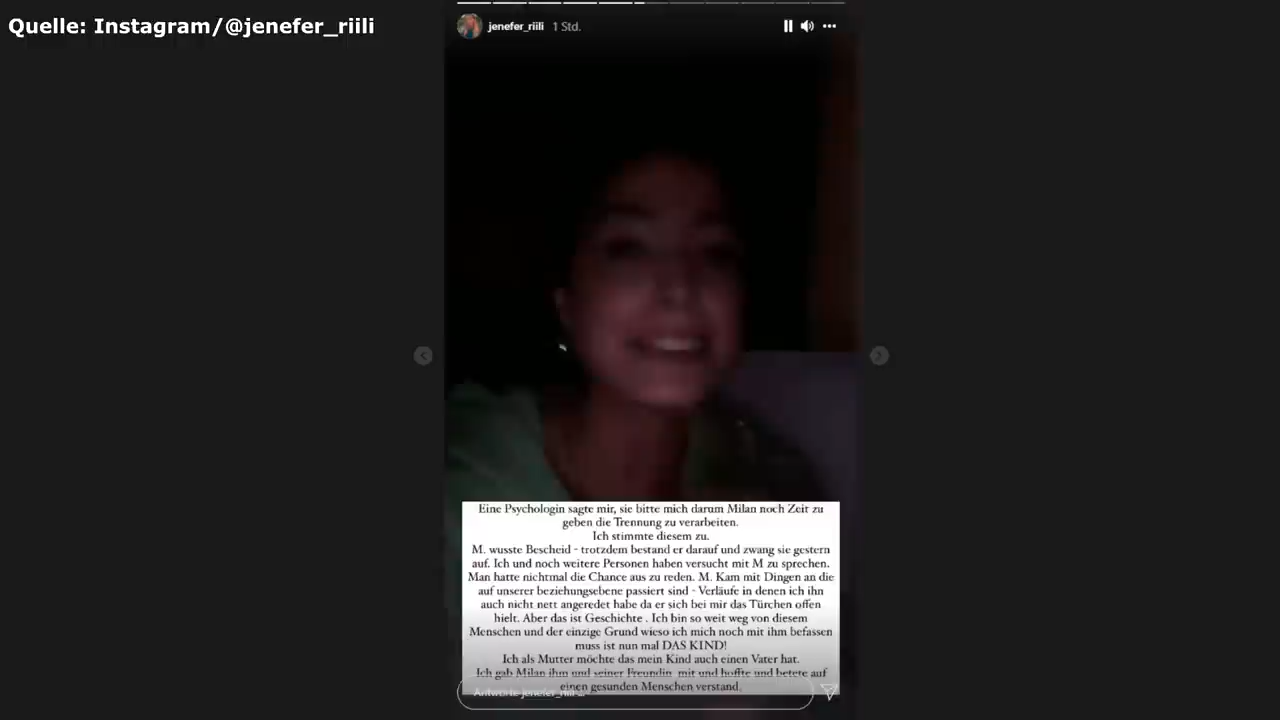 Quelle: Instagram/@jenefer_riili
jenefer_riili 1 Std.
Eine Psychologin sagte mir, sie bitte mich darum Milan noch Zeit zu
geben die Trennung zu verarbeiten.
Ich stimmte diesem zu.
M. wusste Bescheid - trotzdem bestand er darauf und zwang sie gestern
auf. Ich und noch weitere Personen haben versucht mit M zu sprechen.
Man hatte nichtmal die Chance aus zu reden. M. Kam mit Dingen an die
auf unserer beziehungsebene passiert sind - Verläufe in denen ich ihn
auch nicht nett angeredet habe da er sich bei mir das Türchen offen
hielt. Aber das ist Geschichte . Ich bin so weit weg von diesem
Menschen und der einzige Grund wieso ich mich noch mit ihm befassen
muss ist nun mal DAS KIND!
Ich als Mutter möchte das mein Kind auch einen Vater hat.
Ich gab Milan ihm und seiner Freundin mit und hoffte und betete auf
einen gesunden Menschen verstand.
Antworte jenefer_riili ...